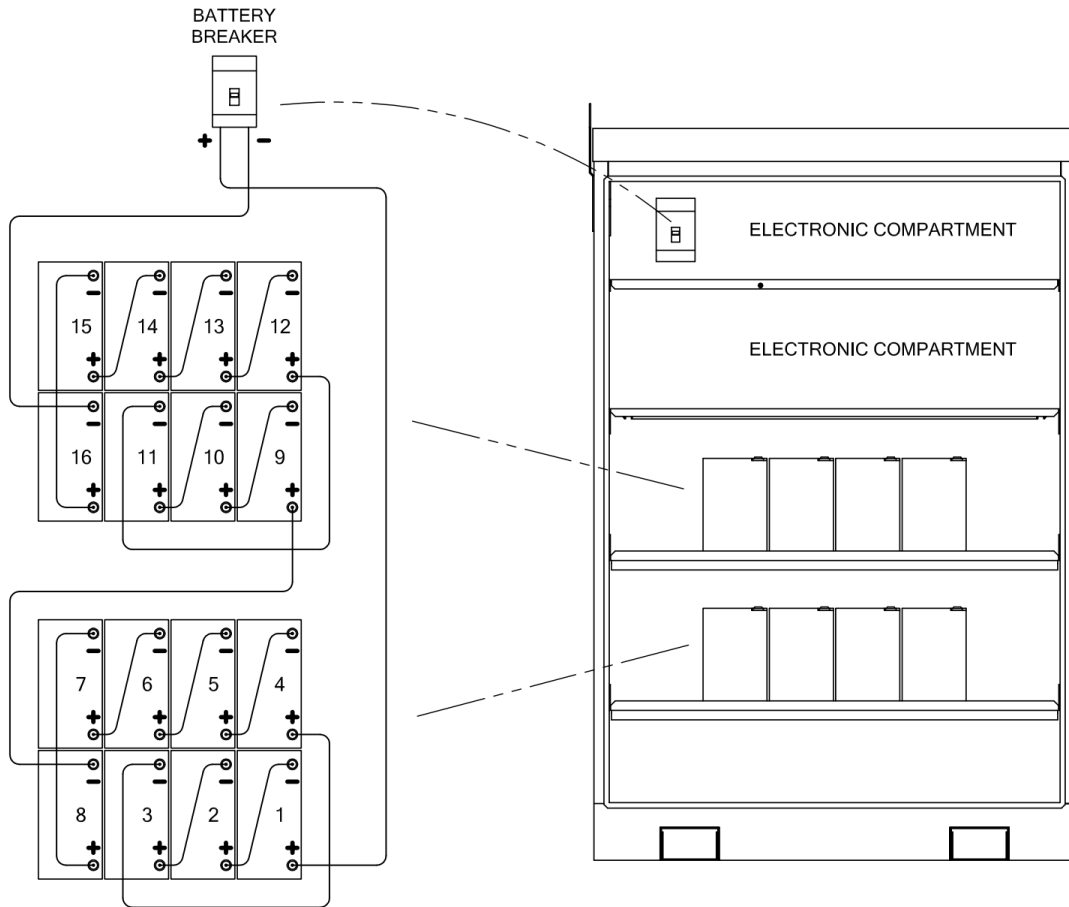 BATTERY
BREAKER
+ −
ELECTRONIC COMPARTMENT
ELECTRONIC COMPARTMENT
− − − −
15 14 13 12
+ + + +
− − − −
16 11 10 9
+ + + +
− − − −
7 6 5 4
+ + + +
− − − −
8 3 2 1
+ + + +